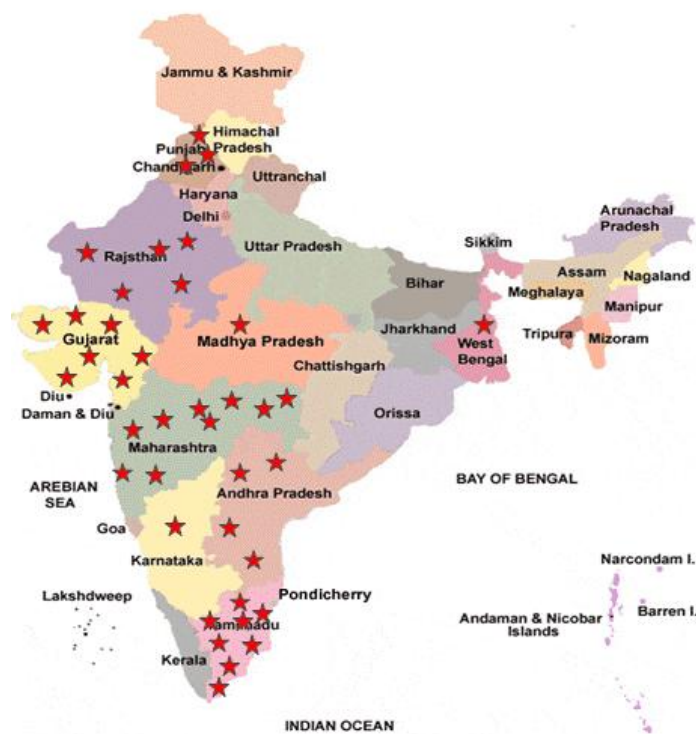 Jammu & Kashmir
Himachal
Pradesh
Punjab
Chandigarh
Uttranchal
Haryana
Delhi
Rajsthan
Uttar Pradesh
Sikkim
Arunachal
Pradesh
Assam
Nagaland
Meghalaya
Manipur
Bihar
Jharkhand
West
Bengal
Tripura
Mizoram
Gujarat
Madhya Pradesh
Chattishgarh
Diu
Daman & Diu
Orissa
Maharashtra
AREBIAN
SEA
Andhra Pradesh
BAY OF BENGAL
Goa
Karnataka
Lakshdweep
Pondicherry
Narcondam I.
Barren I.
Andaman & Nicobar
Islands
Kerala
INDIAN OCEAN